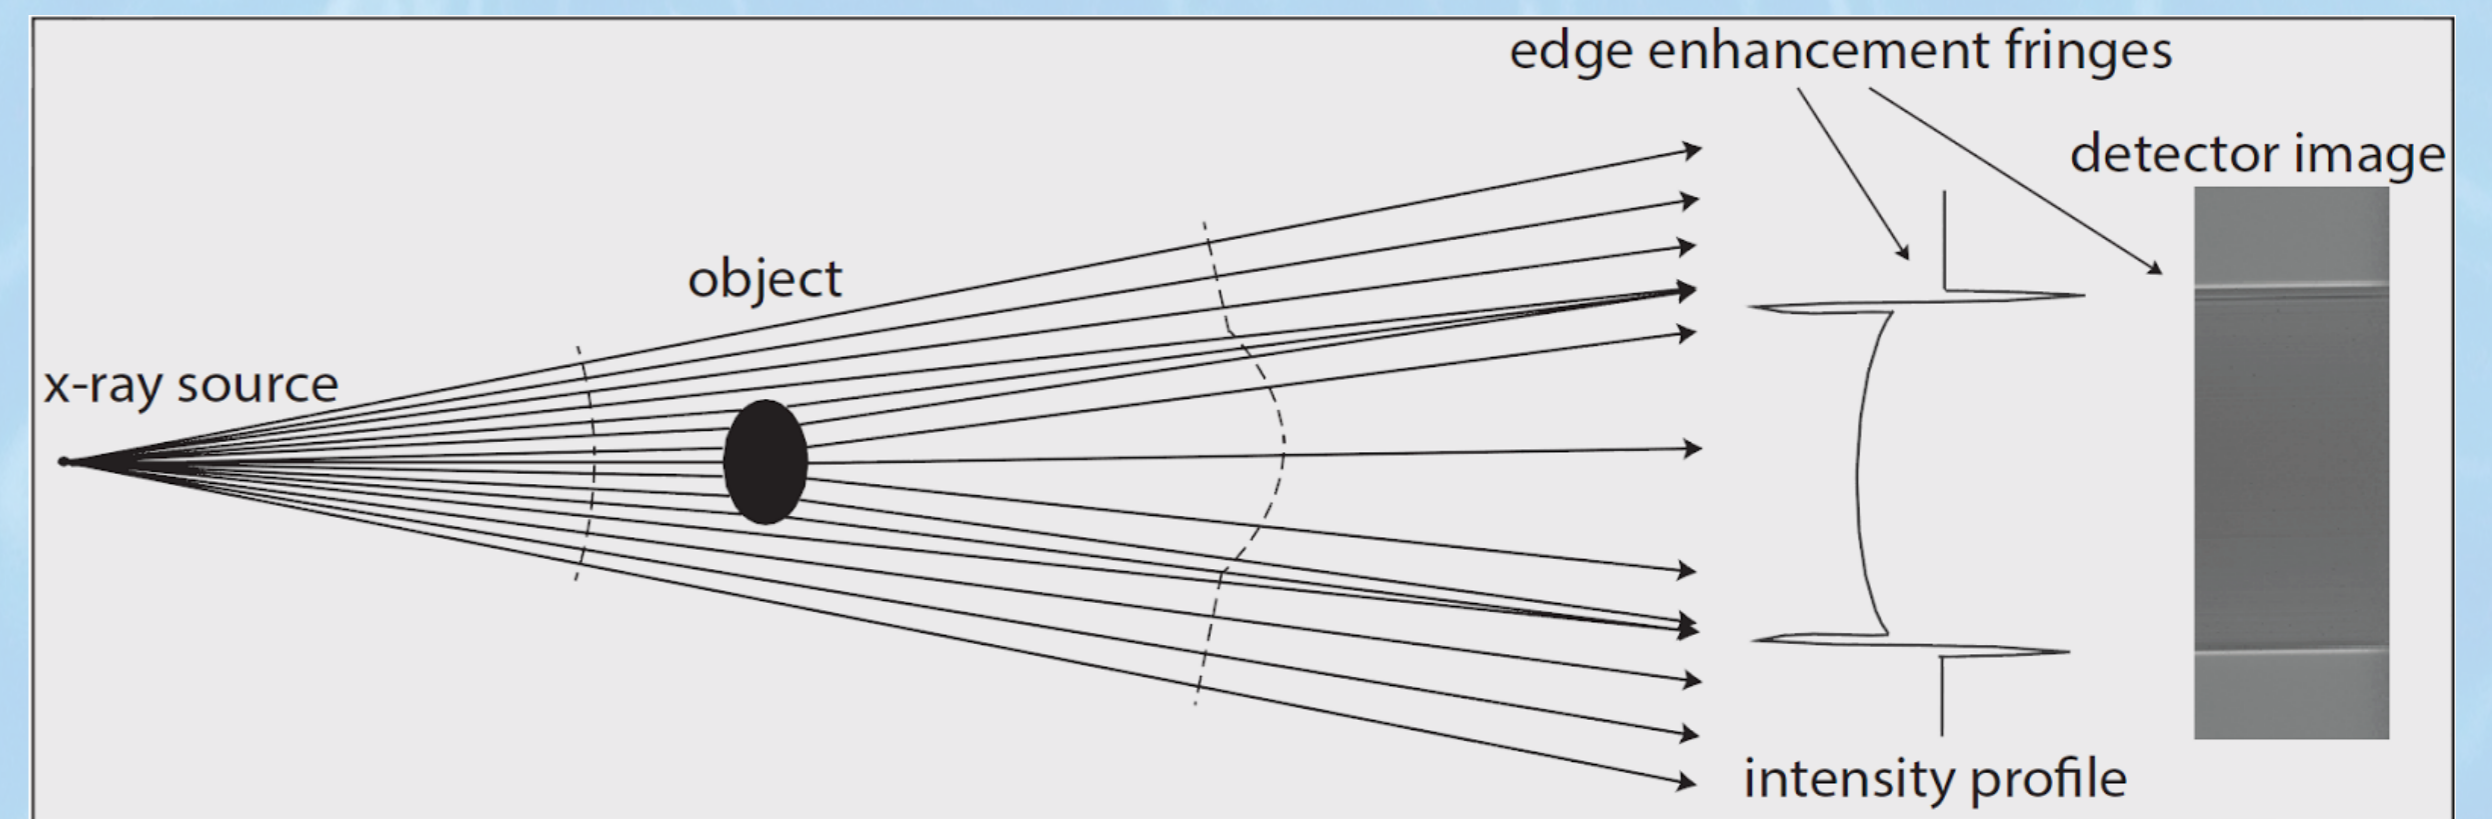 edge enhancement fringes
detector image
object
x-ray source
intensity profile